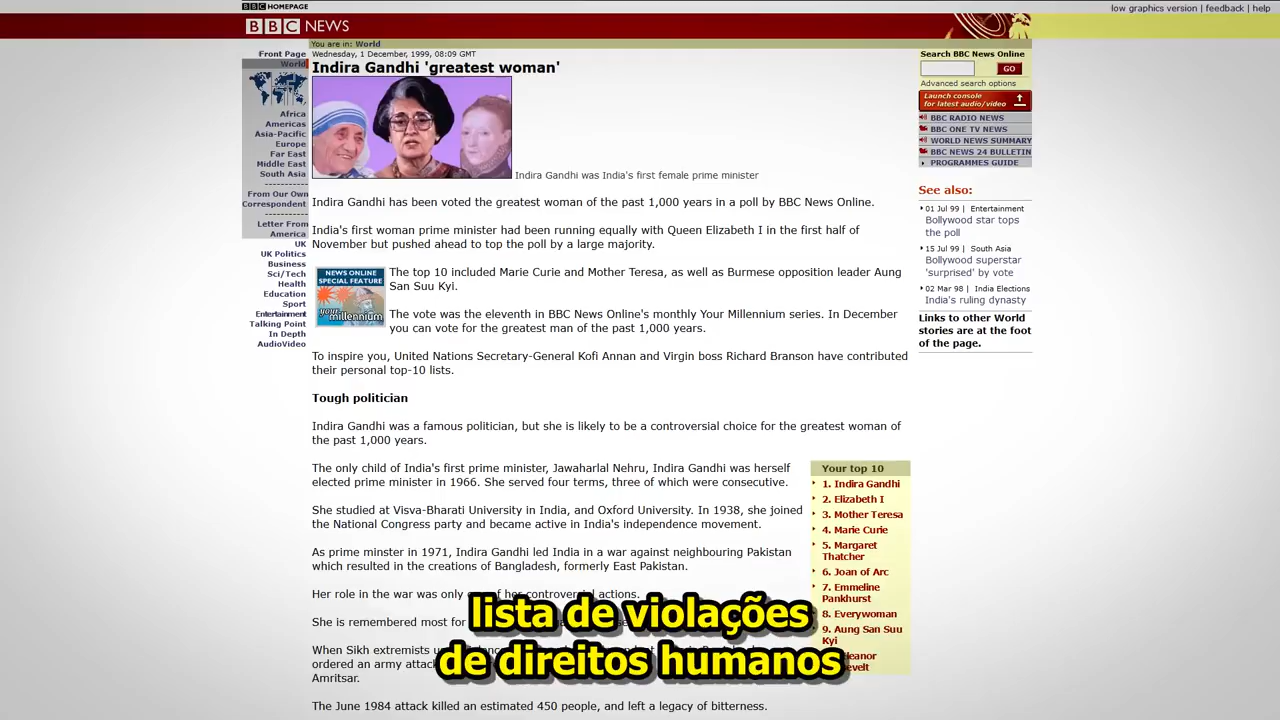 BBC HOMEPAGE
low graphics version | feedback | help
BBC NEWS
You are in: World
Front Page
World
Africa
Americas
Asia-Pacific
Europe
Far East
Middle East
South Asia
From Our Own
Correspondent
Letter From
America
UK
UK Politics
Business
Sci/Tech
Health
Education
Sport
Entertainment
Talking Point
In Depth
AudioVideo
Wednesday, 1 December, 1999, 08:09 GMT
Indira Gandhi 'greatest woman'
Indira Gandhi was India's first female prime minister
Indira Gandhi has been voted the greatest woman of the past 1,000 years in a poll by BBC News Online.
India's first woman prime minister had been running equally with Queen Elizabeth I in the first half of
November but pushed ahead to top the poll by a large majority.
NEWS ONLINE
SPECIAL FEATURE
your
millennium
The top 10 included Marie Curie and Mother Teresa, as well as Burmese opposition leader Aung
San Suu Kyi.
The vote was the eleventh in BBC News Online's monthly Your Millennium series. In December
you can vote for the greatest man of the past 1,000 years.
To inspire you, United Nations Secretary-General Kofi Annan and Virgin boss Richard Branson have contributed
their personal top-10 lists.
Tough politician
Indira Gandhi was a famous politician, but she is likely to be a controversial choice for the greatest woman of
the past 1,000 years.
The only child of India's first prime minister, Jawaharlal Nehru, Indira Gandhi was herself
elected prime minister in 1966. She served four terms, three of which were consecutive.
She studied at Visva-Bharati University in India, and Oxford University. In 1938, she joined
the National Congress party and became active in India's independence movement.
As prime minster in 1971, Indira Gandhi led India in a war against neighbouring Pakistan
which resulted in the creations of Bangladesh, formerly East Pakistan.
Her role in the war was only of her controversial actions.
She is remembered most for
When Sikh extremists
ordered an army attack
Amritsar.
The June 1984 attack killed an estimated 450 people, and left a legacy of bitterness.
Your top 10
1. Indira Gandhi
2. Elizabeth I
3. Mother Teresa
4. Marie Curie
5. Margaret
Thatcher
6. Joan of Arc
7. Emmeline
Pankhurst
8. Everywoman
9. Aung San Suu
Kyi
Search BBC News Online
GO
Advanced search options
Launch console
for latest audio/video
BBC RADIO NEWS
BBC ONE TV NEWS
WORLD NEWS SUMMARY
BBC NEWS 24 BULLETIN
PROGRAMMES GUIDE
See also:
01 Jul 99 | Entertainment
Bollywood star tops
the poll
15 Jul 99 | South Asia
Bollywood superstar
'surprised' by vote
02 Mar 98 | India Elections
India's ruling dynasty
Links to other World
stories are at the foot
of the page.
lista de violações
de direitos humanos